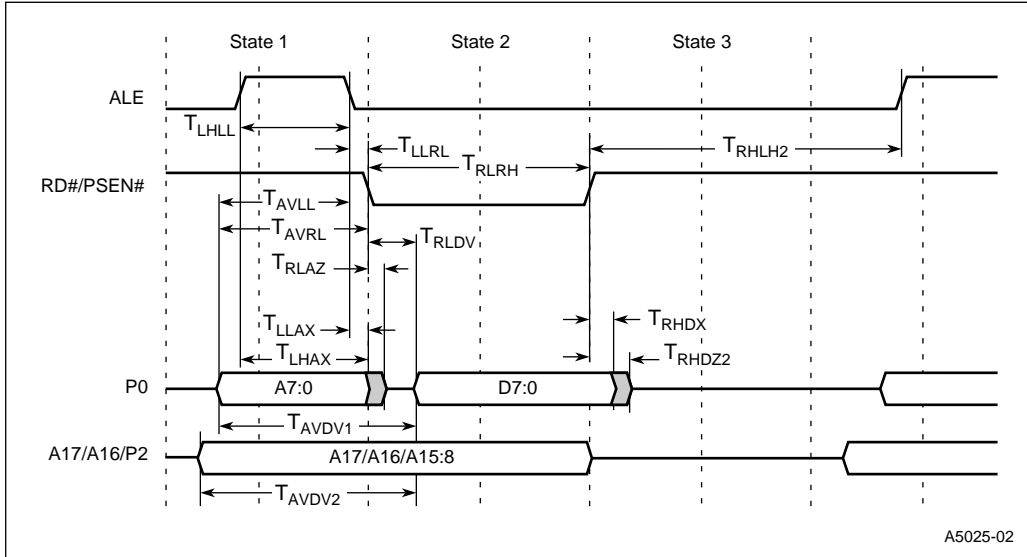 State 1 State 2 State 3
ALE
TLHLL
TLLRL
TRLRH
TRHLH2
RD#/PSEN#
TAVLL
TAVRL
TRLDV
TRLAZ
TLLAX
TRHDX
TLHAX
TRHDZ2
P0 A7:0 D7:0
TAVDV1
A17/A16/P2 A17/A16/A15:8
TAVDV2
A5025-02